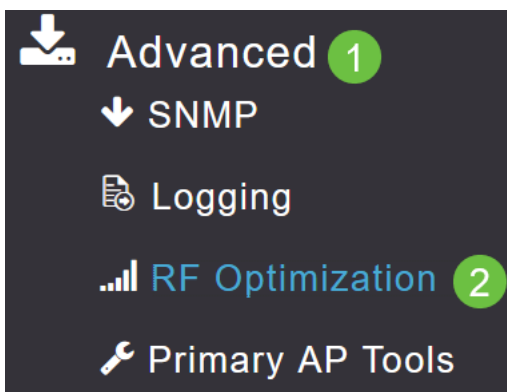 Advanced 1
SNMP
Logging
RF Optimization 2
Primary AP Tools